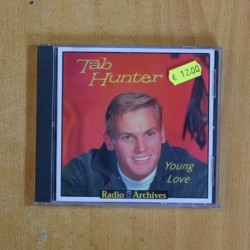 Tab
Hunter
€ 12.00
Young
Love
Radio Archives